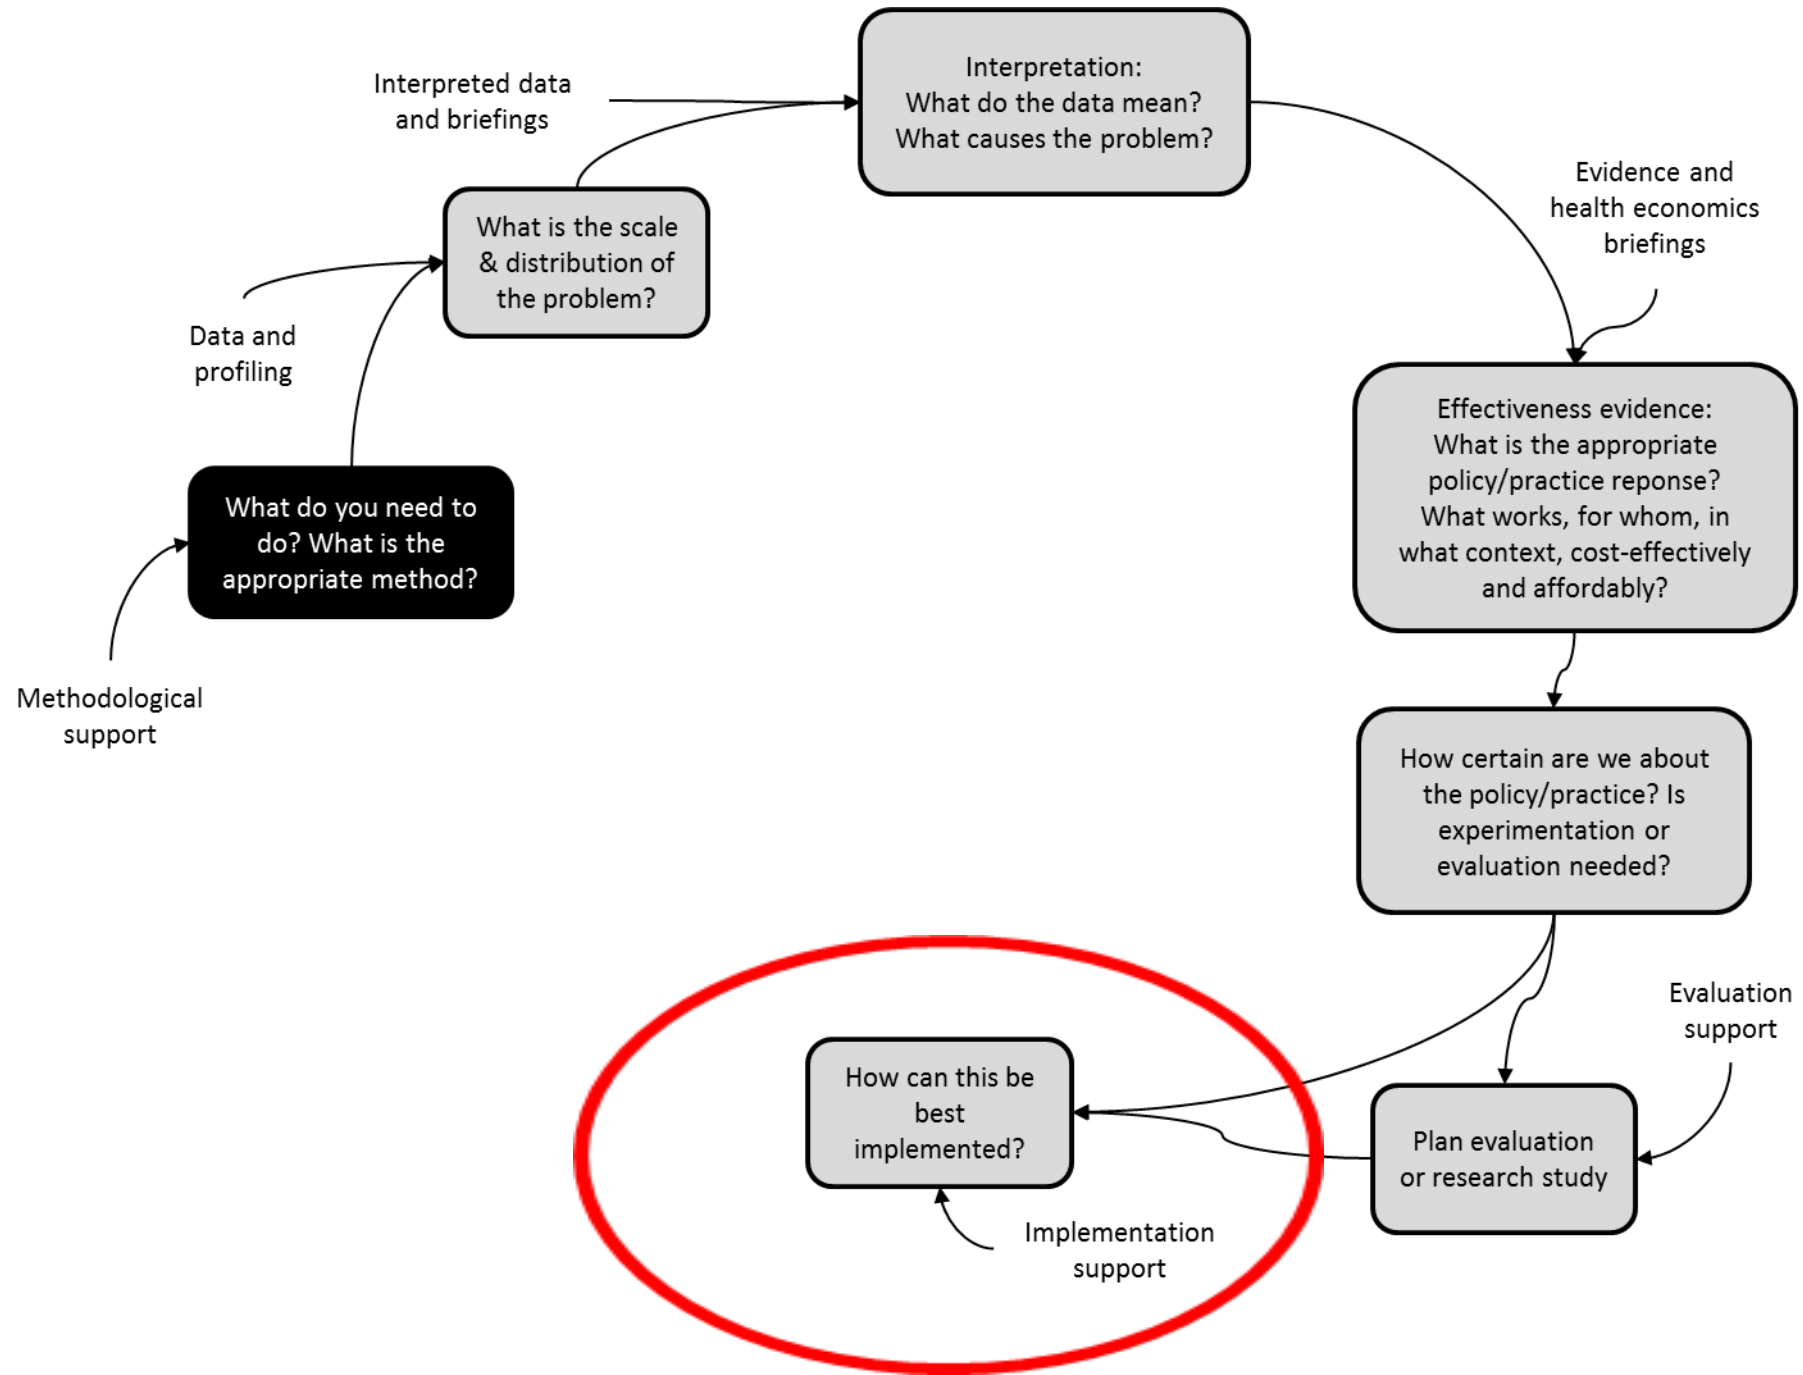 Interpretation:
What do the data mean?
What causes the problem?
Interpreted data
and briefings
Evidence and
health economics
briefings
What is the scale
& distribution of
the problem?
Data and
profiling
Effectiveness evidence:
What is the appropriate
policy/practice reponse?
What works, for whom, in
what context, cost-effectively
and affordably?
What do you need to
do? What is the
appropriate method?
Methodological
support
How certain are we about
the policy/practice? Is
experimentation or
evaluation needed?
Evaluation
support
How can this be
best
implemented?
Plan evaluation
or research study
Implementation
support